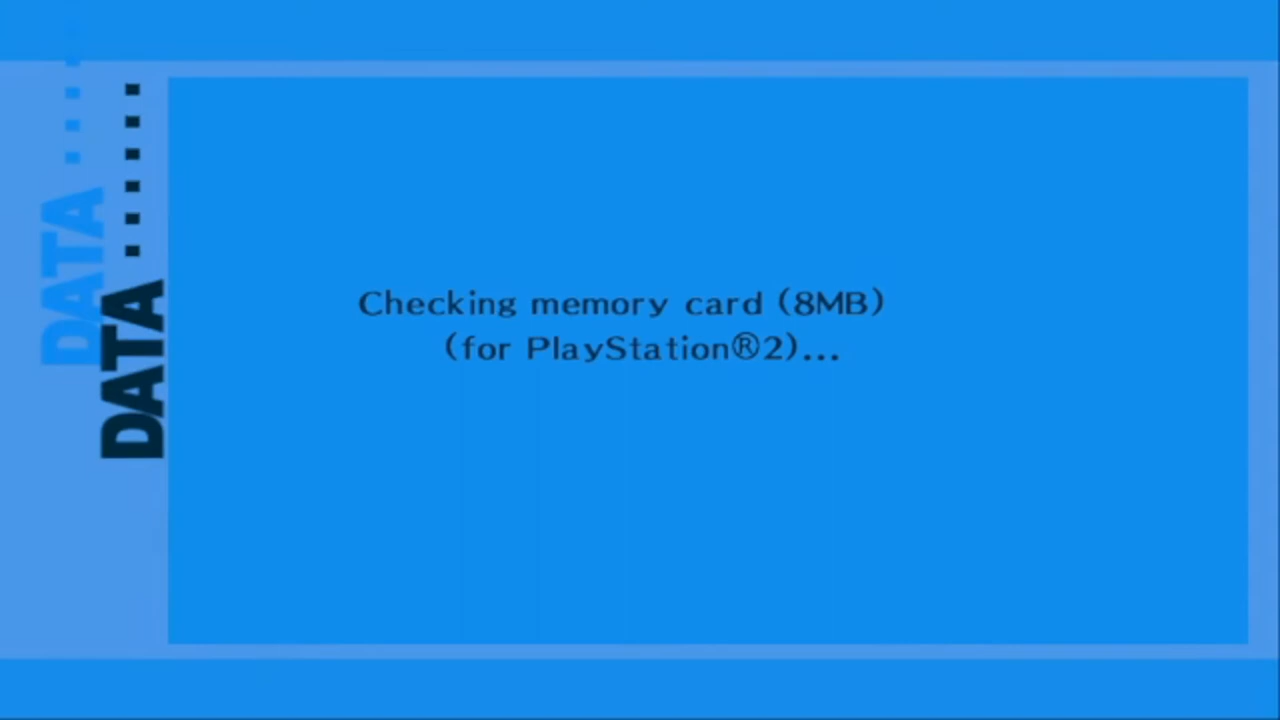 DATA ......
DATA ....
Checking memory card (8MB)
(for PlayStation®2)...